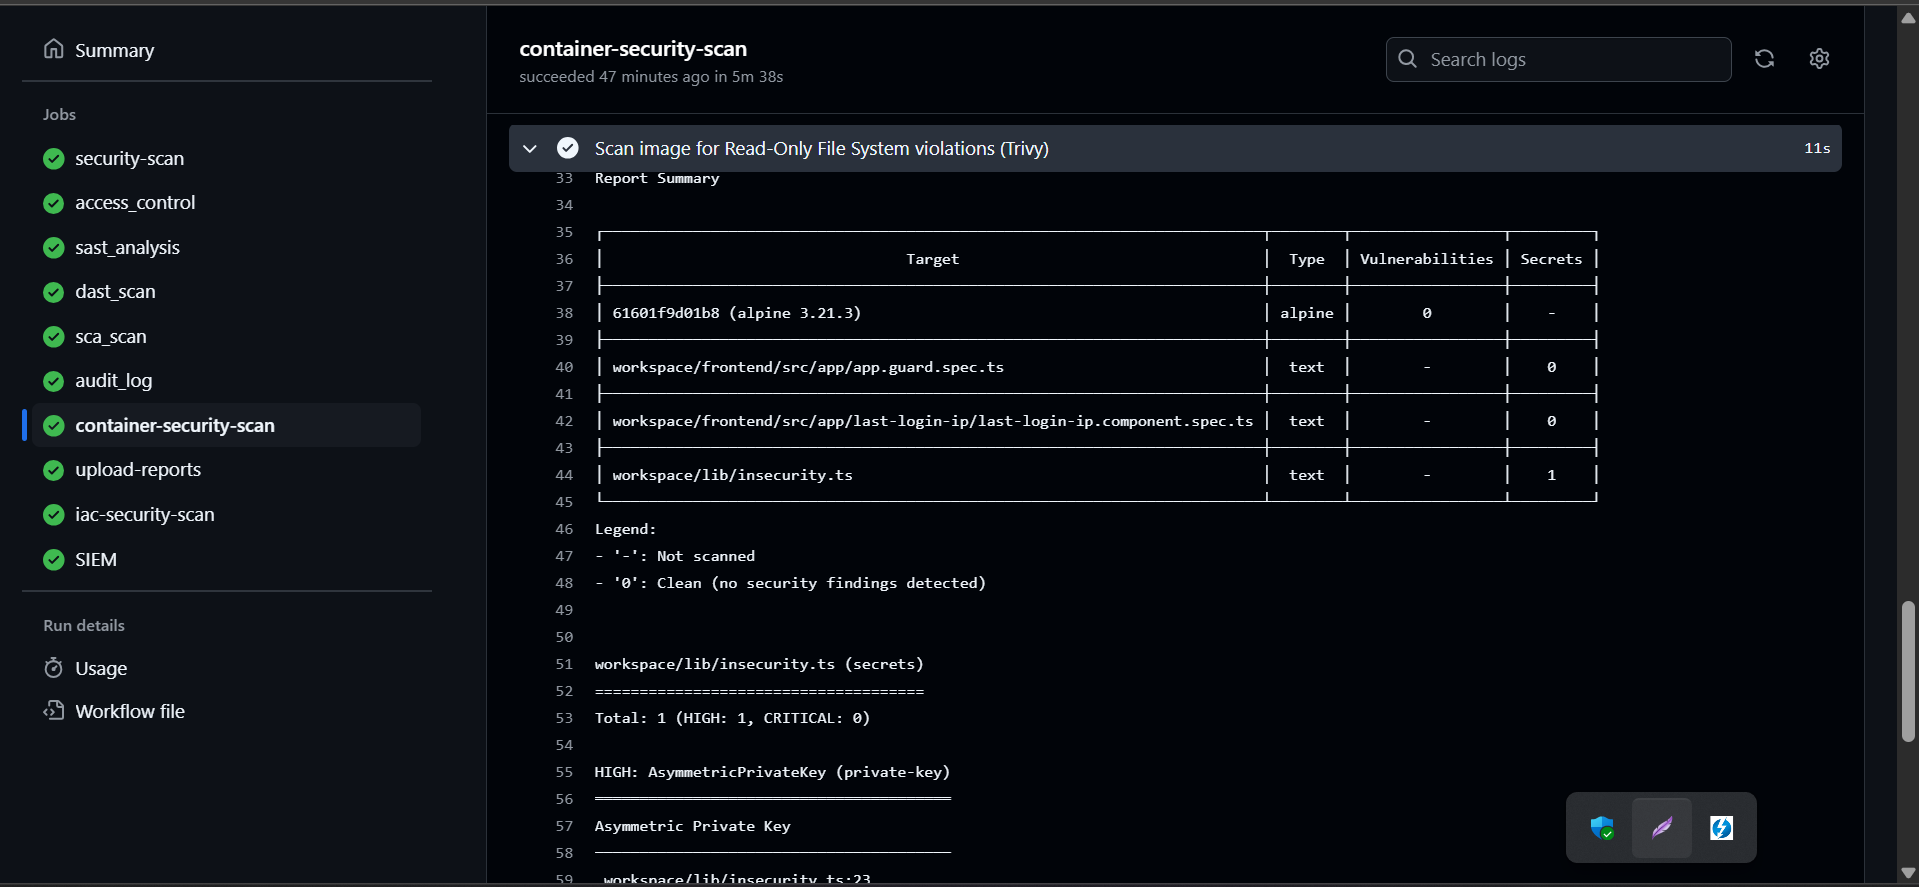 Summary
Jobs
security-scan
access_control
sast_analysis
dast_scan
sca_scan
audit_log
container-security-scan
upload-reports
iac-security-scan
SIEM
Run details
Usage
Workflow file
container-security-scan
succeeded 47 minutes ago in 5m 38s
Search logs
Scan image for Read-Only File System violations (Trivy) 11s
33 Report Summary
34
35
36 Target Type Vulnerabilities Secrets
37
38 61601f9d01b8 (alpine 3.21.3) alpine 0 -
39
40 workspace/frontend/src/app/app.guard.spec.ts text - 0
41
42 workspace/frontend/src/app/last-login-ip/last-login-ip.component.spec.ts text - 0
43
44 workspace/lib/insecurity.ts text - 1
45
46 Legend:
47 - '-': Not scanned
48 - '0': Clean (no security findings detected)
49
50
51 workspace/lib/insecurity.ts (secrets)
52 =====================================
53 Total: 1 (HIGH: 1, CRITICAL: 0)
54
55 HIGH: AsymmetricPrivateKey (private-key)
56
57 Asymmetric Private Key
58
59 workspace/lib/insecurity.ts:23